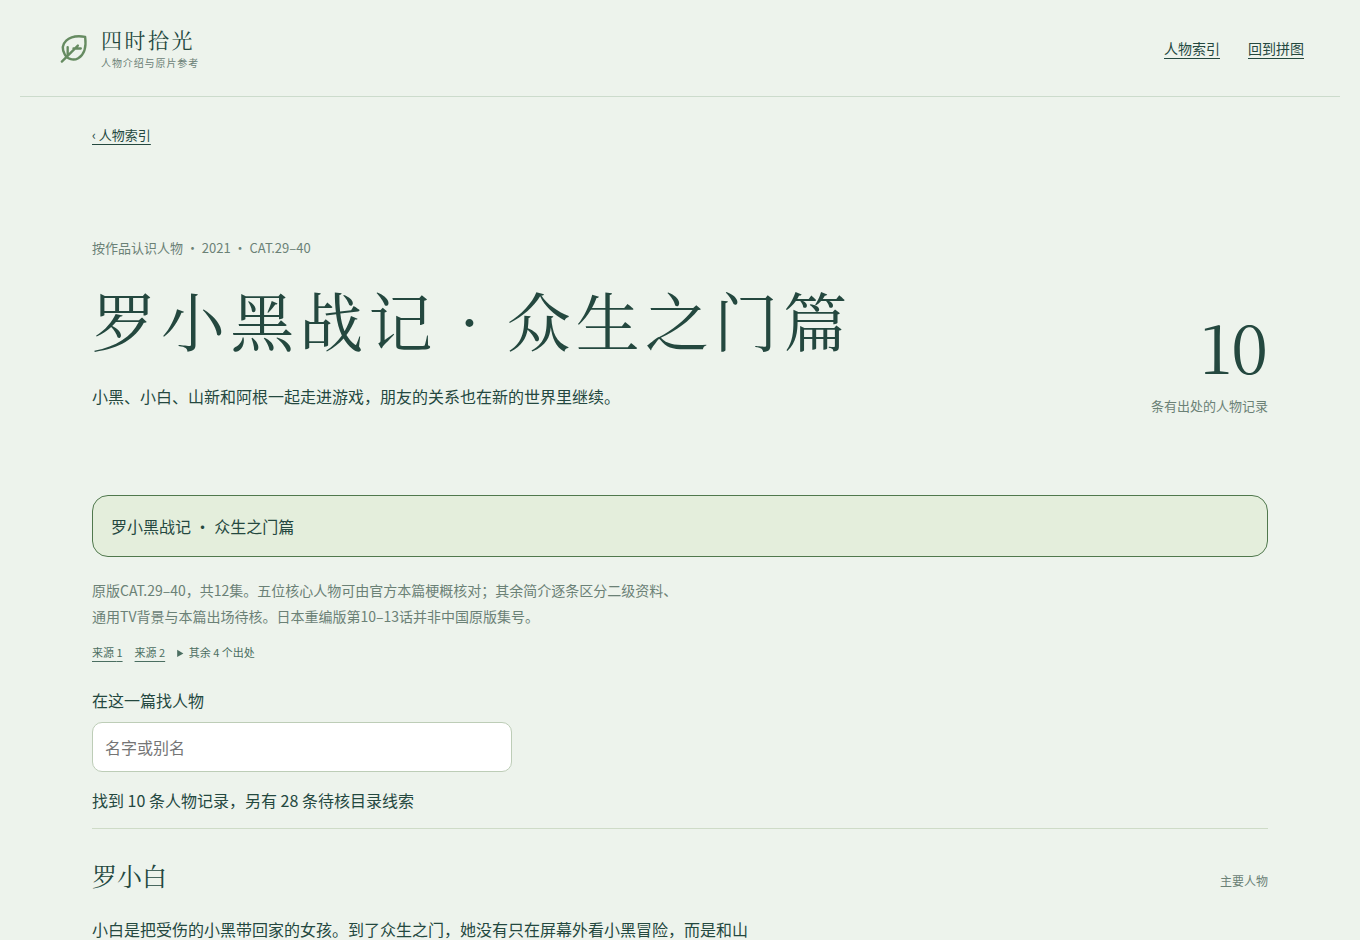 四时拾光
人物介绍与原片参考
人物索引
回到拼图
‹ 人物索引
按作品认识人物 · 2021 · CAT.29–40
罗小黑战记 · 众生之门篇
小黑、小白、山新和阿根一起走进游戏，朋友的关系也在新的世界里继续。
10
条有出处的人物记录
罗小黑战记 · 众生之门篇
原版CAT.29–40，共12集。五位核心人物可由官方本篇梗概核对；其余简介逐条区分二级资料、
通用TV背景与本篇出场待核。日本重编版第10–13话并非中国原版集号。
来源 1 来源 2 ▶ 其余 4 个出处
在这一篇找人物
名字或别名
找到 10 条人物记录，另有 28 条待核目录线索
罗小白
主要人物
小白是把受伤的小黑带回家的女孩。到了众生之门，她没有只在屏幕外看小黑冒险，而是和山